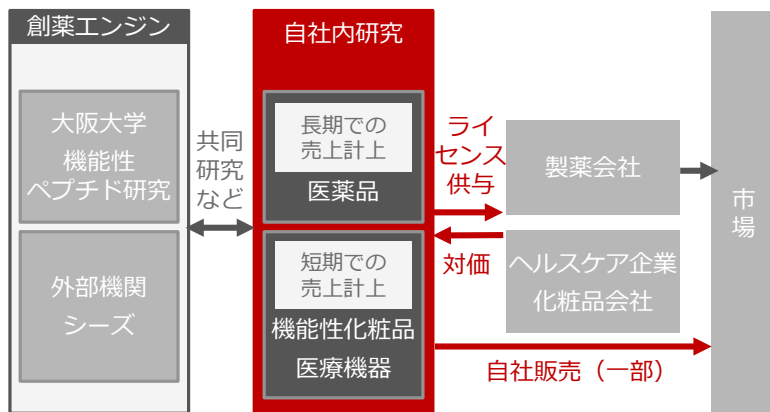 創薬エンジン
大阪大学
機能性
ペプチド研究
外部機関
シーズ
共同
研究
など
自社内研究
長期での
売上計上
医薬品
短期での
売上計上
機能性化粧品
医療機器
ライ
センス
供与
対価
製薬会社
ヘルスケア企業
化粧品会社
自社販売（一部）
市
場